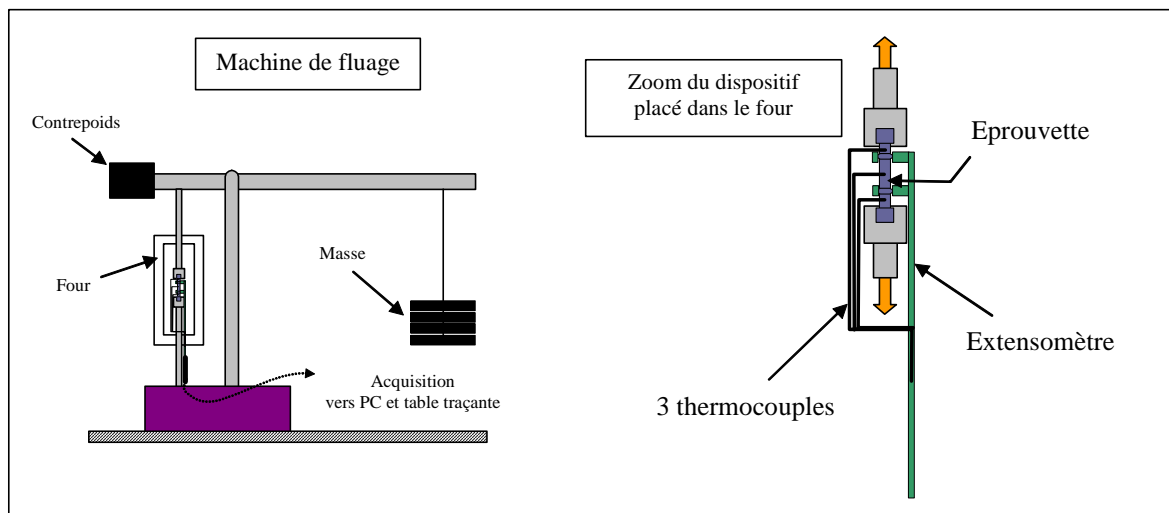 Machine de fluage
Contrepoids
Four
Masse
Acquisition
vers PC et table traçante
Zoom du dispositif
placé dans le four
Eprouvette
Extensomètre
3 thermocouples